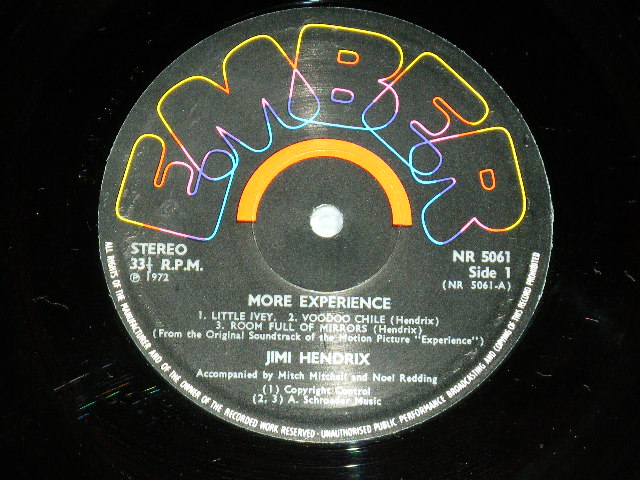 EMBER
STEREO
33⅓ R.P.M.
Ⓟ 1972
NR 5061
Side 1
(NR 5061-A)
MORE EXPERIENCE
1. LITTLE IVEY, 2. VOODOO CHILE (Hendrix)
3. ROOM FULL OF MIRRORS (Hendrix)
(From the Original Soundtrack of the Motion Picture "Experience")
JIMI HENDRIX
Accompanied by Mitch Mitchell and Noel Redding
(1) Copyright Control
(2, 3) A. Schroeder Music
ALL RIGHTS OF THE MANUFACTURER AND OF THE OWNER OF THE RECORDED WORK RESERVED · UNAUTHORISED PUBLIC PERFORMANCE BROADCASTING AND COPYING OF THIS RECORD PROHIBITED